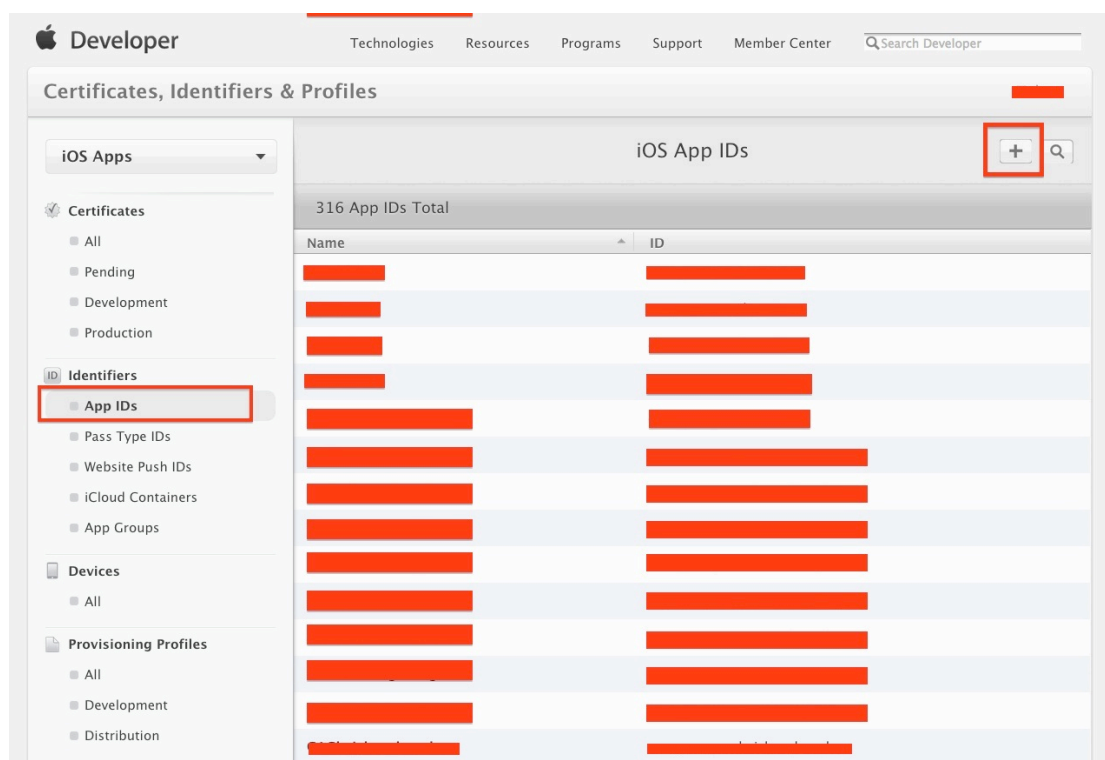 Developer
Technologies Resources Programs Support Member Center Search Developer
Certificates, Identifiers & Profiles
iOS Apps
iOS App IDs
+
316 App IDs Total
Name ID
Certificates
All
Pending
Development
Production
ID Identifiers
App IDs
Pass Type IDs
Website Push IDs
iCloud Containers
App Groups
Devices
All
Provisioning Profiles
All
Development
Distribution